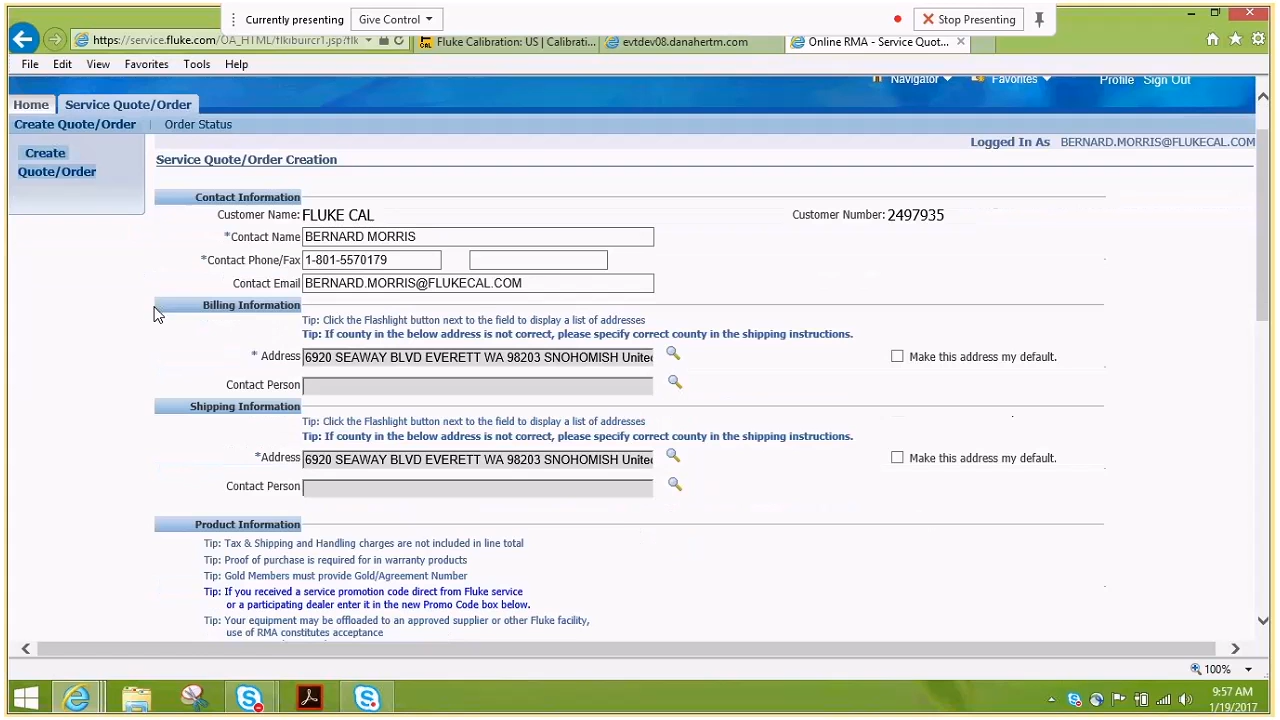 Currently presenting Give Control Stop Presenting
https://service.fluke.com/OA_HTML/flkibuircr1.jsp?flk Fluke Calibration: US | Calibrati... evtdev08.danahertm.com Online RMA - Service Quot...
File Edit View Favorites Tools Help
Navigator Favorites Profile Sign Out
Home Service Quote/Order
Create Quote/Order Order Status
Logged In As BERNARD.MORRIS@FLUKECAL.COM
Create
Quote/Order
Service Quote/Order Creation
Contact Information
Customer Name: FLUKE CAL Customer Number: 2497935
*Contact Name BERNARD MORRIS
*Contact Phone/Fax 1-801-5570179
Contact Email BERNARD.MORRIS@FLUKECAL.COM
Billing Information
Tip: Click the Flashlight button next to the field to display a list of addresses
Tip: If county in the below address is not correct, please specify correct county in the shipping instructions.
* Address 6920 SEAWAY BLVD EVERETT WA 98203 SNOHOMISH Unitec Make this address my default.
Contact Person
Shipping Information
Tip: Click the Flashlight button next to the field to display a list of addresses
Tip: If county in the below address is not correct, please specify correct county in the shipping instructions.
*Address 6920 SEAWAY BLVD EVERETT WA 98203 SNOHOMISH Unitec Make this address my default.
Contact Person
Product Information
Tip: Tax & Shipping and Handling charges are not included in line total
Tip: Proof of purchase is required for in warranty products
Tip: Gold Members must provide Gold/Agreement Number
Tip: If you received a service promotion code direct from Fluke service
or a participating dealer enter it in the new Promo Code box below.
Tip: Your equipment may be offloaded to an approved supplier or other Fluke facility,
use of RMA constitutes acceptance
100%
9:57 AM
1/19/2017